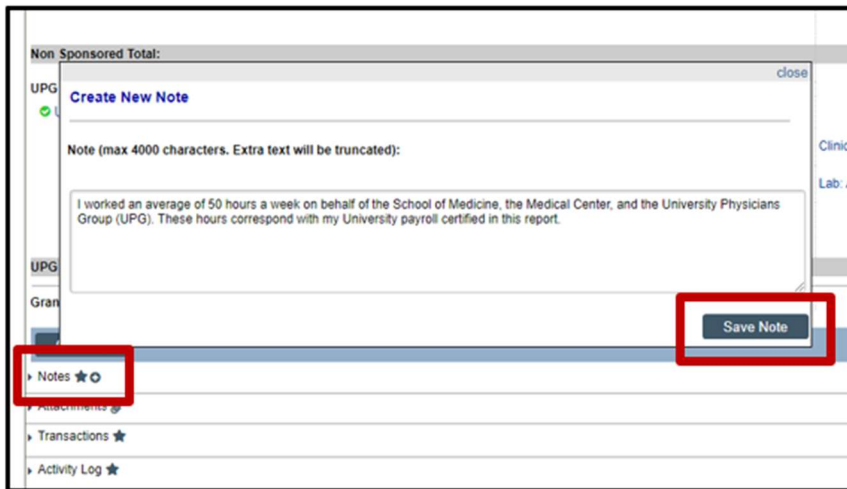 Non Sponsored Total:
close
UPG
Create New Note
Note (max 4000 characters. Extra text will be truncated):
Lab:
I worked an average of 50 hours a week on behalf of the School of Medicine, the Medical Center, and the University Physicians
Group (UPG). These hours correspond with my University payroll certified in this report.
UPG
Save Note
Notes
Attachments
Transactions
Activity Log